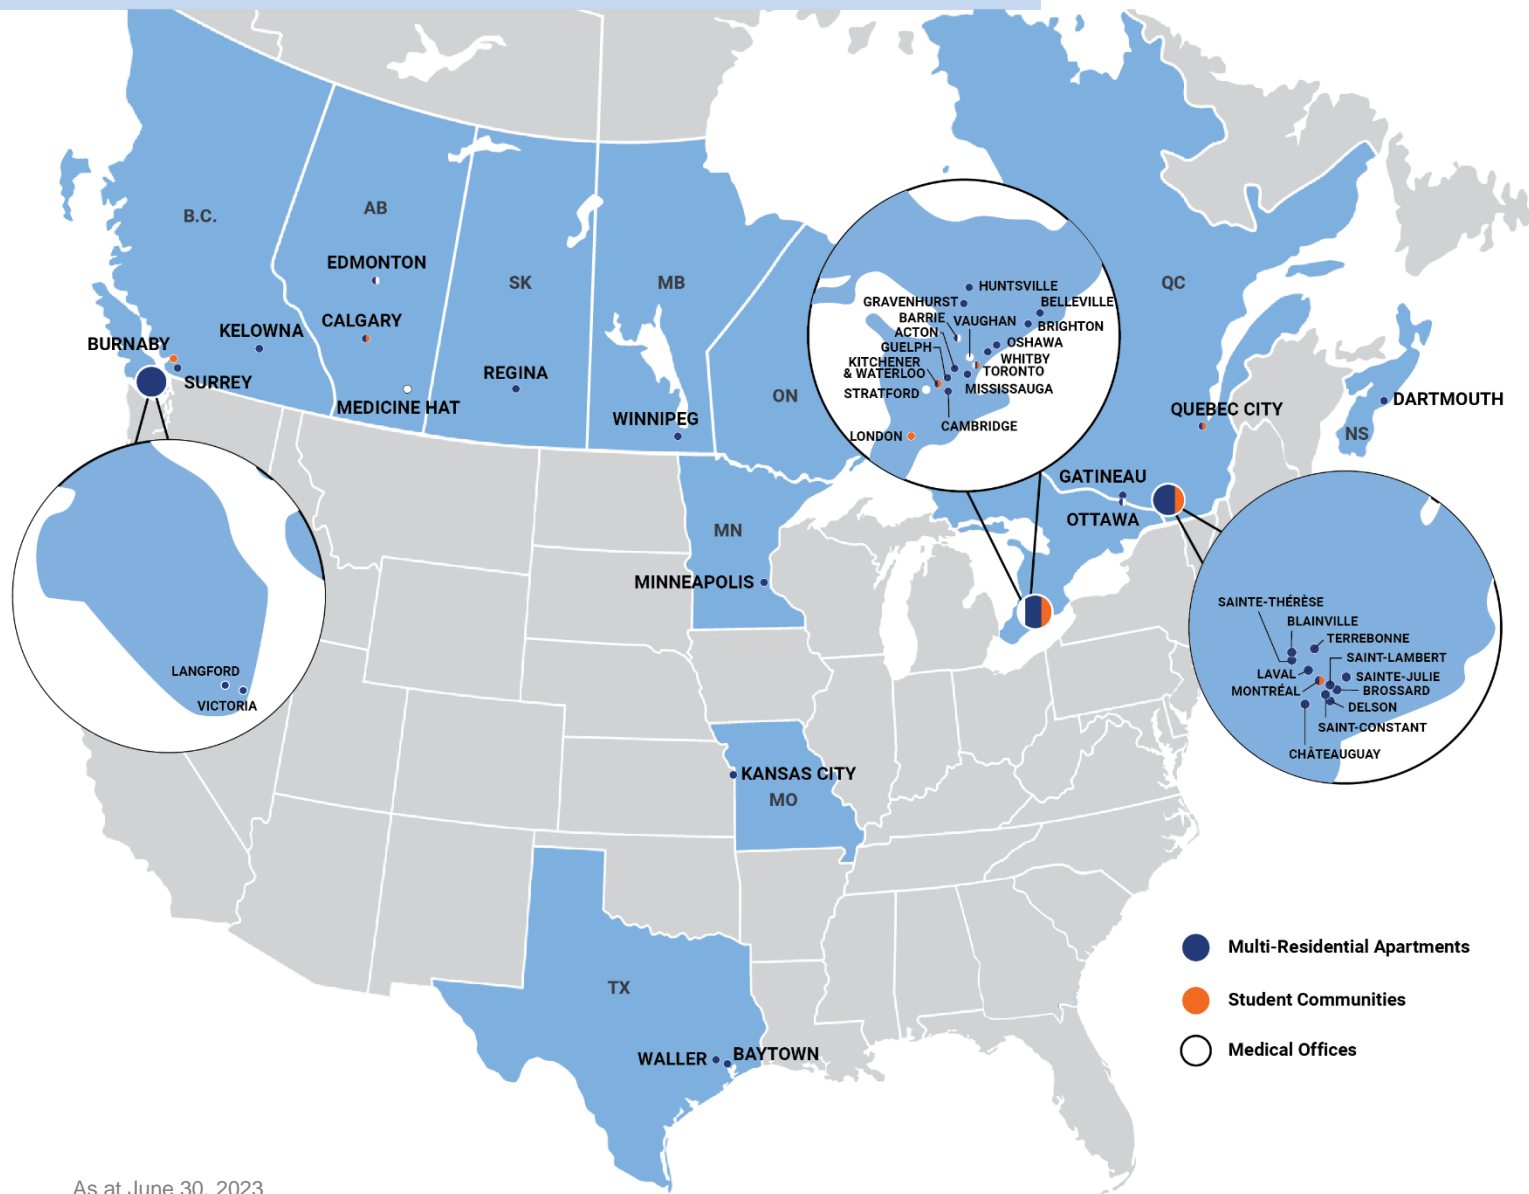 B.C.
AB
EDMONTON
SK
MB
CALGARY
KELOWNA
BURNABY
SURREY
REGINA
MEDICINE HAT
WINNIPEG
ON
QC
HUNTSVILLE
GRAVENHURST
BELLEVILLE
BARRIE
VAUGHAN
BRIGHTON
ACTON
OSHAWA
GUELPH
WHITBY
KITCHENER
& WATERLOO
TORONTO
STRATFORD
MISSISSAUGA
CAMBRIDGE
LONDON
QUEBEC CITY
DARTMOUTH
NS
GATINEAU
OTTAWA
MN
MINNEAPOLIS
LANGFORD
VICTORIA
SAINTE-THÉRÈSE
BLAINVILLE
TERREBONNE
SAINT-LAMBERT
LAVAL
SAINTE-JULIE
MONTRÉAL
BROSSARD
DELSON
SAINT-CONSTANT
CHÂTEAUGUAY
KANSAS CITY
MO
TX
WALLER
BAYTOWN
Multi-Residential Apartments
Student Communities
Medical Offices
As at June 30, 2023